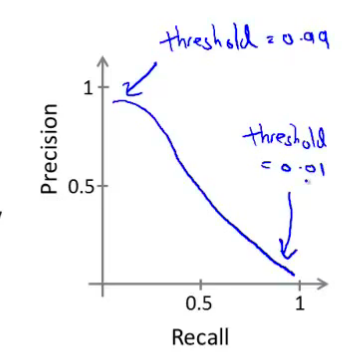 threshold = 0.99
1
Precision
threshold
= 0.01
0.5
0.5
1
Recall